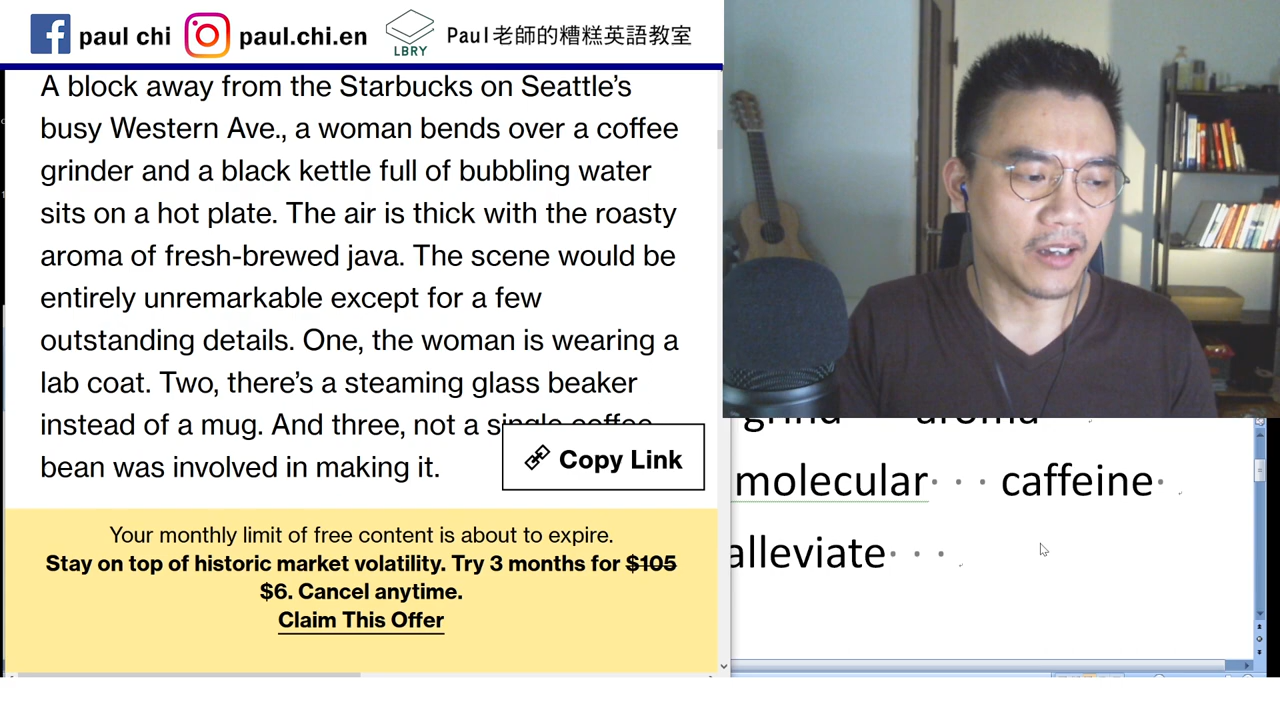 paul chi
paul.chi.en
LBRY
Paul老師的糟糕英語教室
A block away from the Starbucks on Seattle’s
busy Western Ave., a woman bends over a coffee
grinder and a black kettle full of bubbling water
sits on a hot plate. The air is thick with the roasty
aroma of fresh-brewed java. The scene would be
entirely unremarkable except for a few
outstanding details. One, the woman is wearing a
lab coat. Two, there’s a steaming glass beaker
instead of a mug. And three, not a single coffee
bean was involved in making it.
Copy Link
Your monthly limit of free content is about to expire.
Stay on top of historic market volatility. Try 3 months for $105
$6. Cancel anytime.
Claim This Offer
grind aroma
molecular caffeine
alleviate